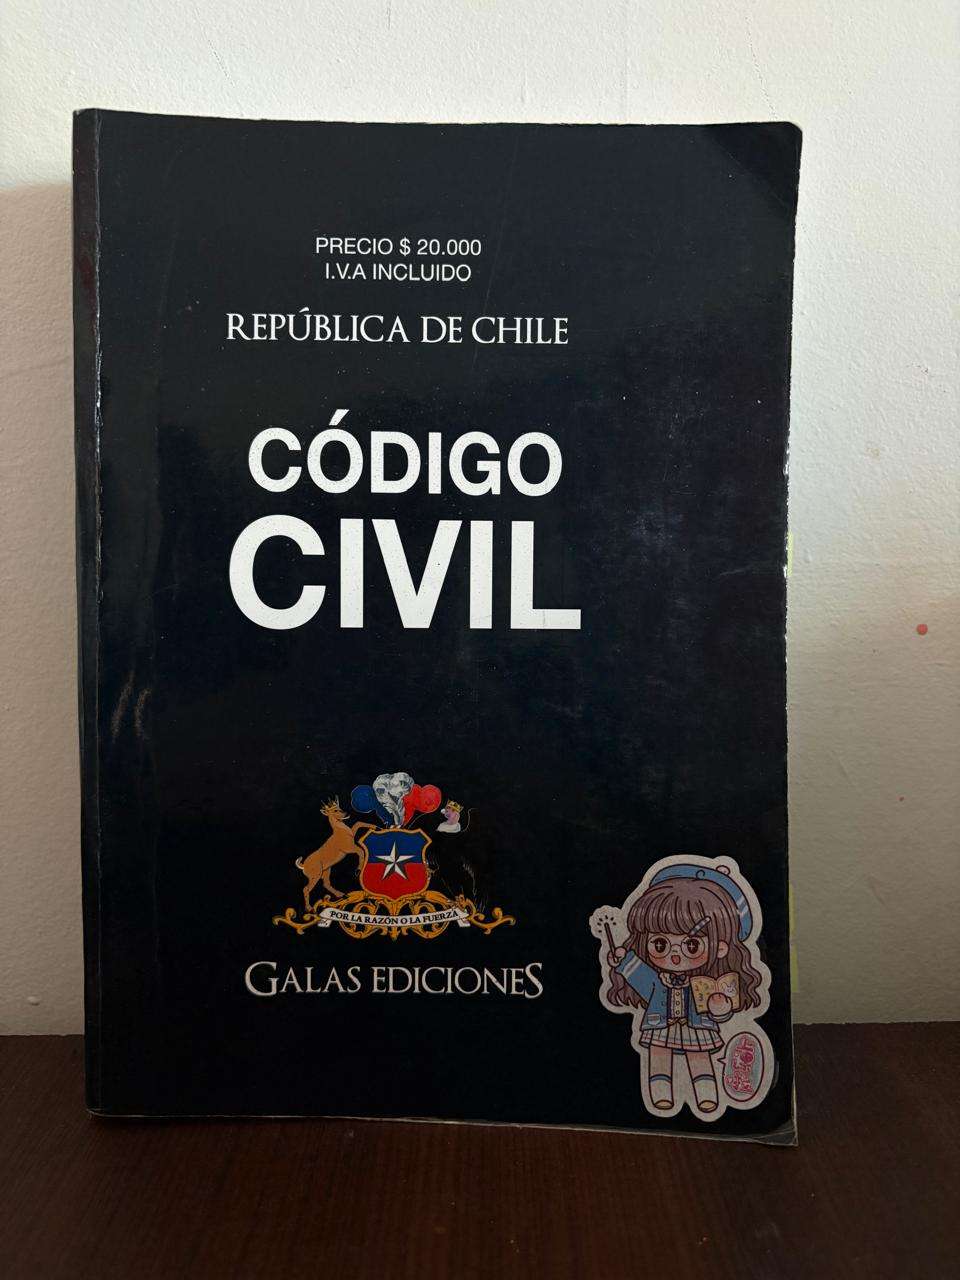 PRECIO $ 20.000
I.V.A INCLUIDO
REPÚBLICA DE CHILE
CÓDIGO
CIVIL
POR LA RAZÓN O LA FUERZA
GALAS EDICIONES